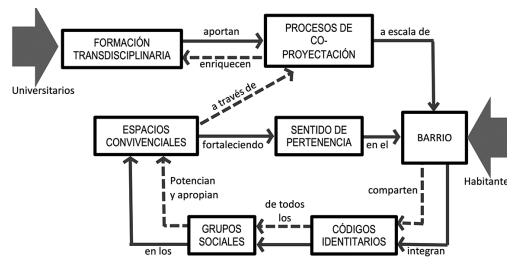 aportan
FORMACIÓN
TRANSDISCIPLINARIA
PROCESOS DE
CO-
PROYECTACIÓN
a escala de
enriquecen
Universitarios
a través de
ESPACIOS
CONVIVENCIALES
fortaleciendo
SENTIDO DE
PERTENENCIA
en el
BARRIO
Habitante
Potencian
y apropian
de todos
los
comparten
en los
GRUPOS
SOCIALES
CÓDIGOS
IDENTITARIOS
integran